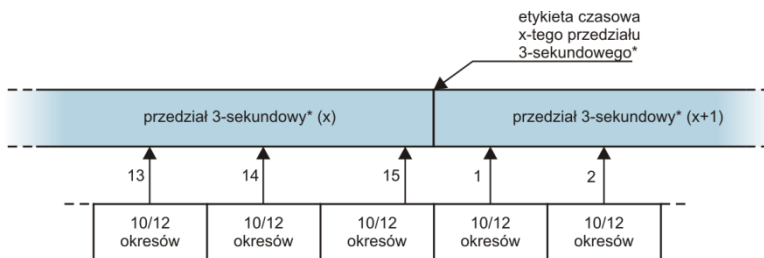 etykieta czasowa
x-tego przedziału
3-sekundowego*
przedział 3-sekundowy* (x)
przedział 3-sekundowy* (x+1)
13
14
15
1
2
10/12
okresów
10/12
okresów
10/12
okresów
10/12
okresów
10/12
okresów